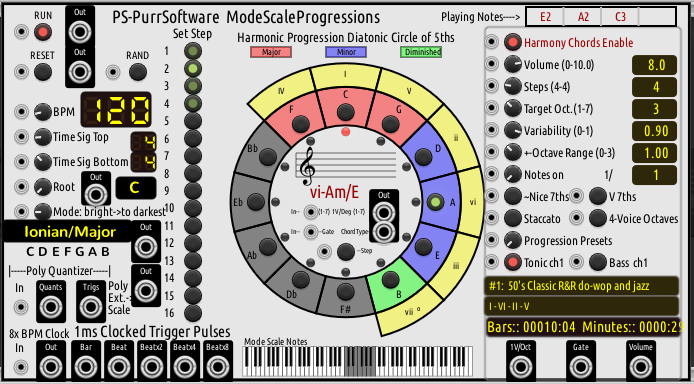 RUN
Out
PS-PurrSoftware ModeScaleProgressions
Playing Notes---->
E2 A2 C3
RESET
Out
RAND
Set Step
1
2
3
4
5
6
7
8
9
10
11
12
13
14
15
16
BPM
120
Time Sig Top
4
Time Sig Bottom
4
Root
Out
C
Mode: bright->to darkest
Ionian/Major
C D E F G A B
Out
|-----Poly Quantizer-----|
In
Quants
Trigs
Poly
Ext.->
Scale
Out
8x BPM Clock
1ms Clocked Trigger Pulses
In
Out
Bar
Beat
Beatx2
Beatx4
Beatx8
Harmonic Progression Diatonic Circle of 5ths
Major
Minor
Diminished
IV
I
V
ii
vi
iii
vii °
F
C
G
D
A
E
B
F#
Db
Ab
Eb
Bb
vi-Am/E
Out
In-- (1-7) 1V/Deg (1-7)
In-- --Gate ChordType
--Step
Mode Scale Notes
Harmony Chords Enable
Volume (0-10.0)
8.0
Steps (4-4)
4
Target Oct.(1-7)
3
Variability (0-1)
0.90
+-Octave Range (0-3)
1.00
Notes on 1/
1
~Nice 7ths
V 7ths
Staccato
4-Voice Octaves
Progression Presets
Tonic ch1
Bass ch1
#1: 50's Classic R&R do-wop and jazz
I - VI - II - V
Bars:: 00010:04 Minutes:: 0000:29
1V/Oct
Gate
Volume